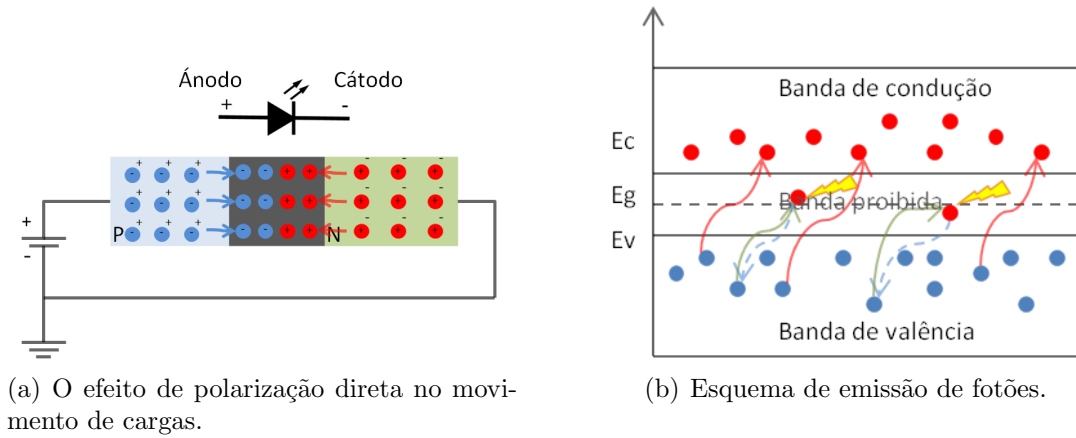 Ánodo Cátodo
+ -
P N
+
-
Banda de condução
Ec
Eg Banda proibida
Ev
Banda de valência
(a) O efeito de polarização direta no movi-
mento de cargas.
(b) Esquema de emissão de fotões.